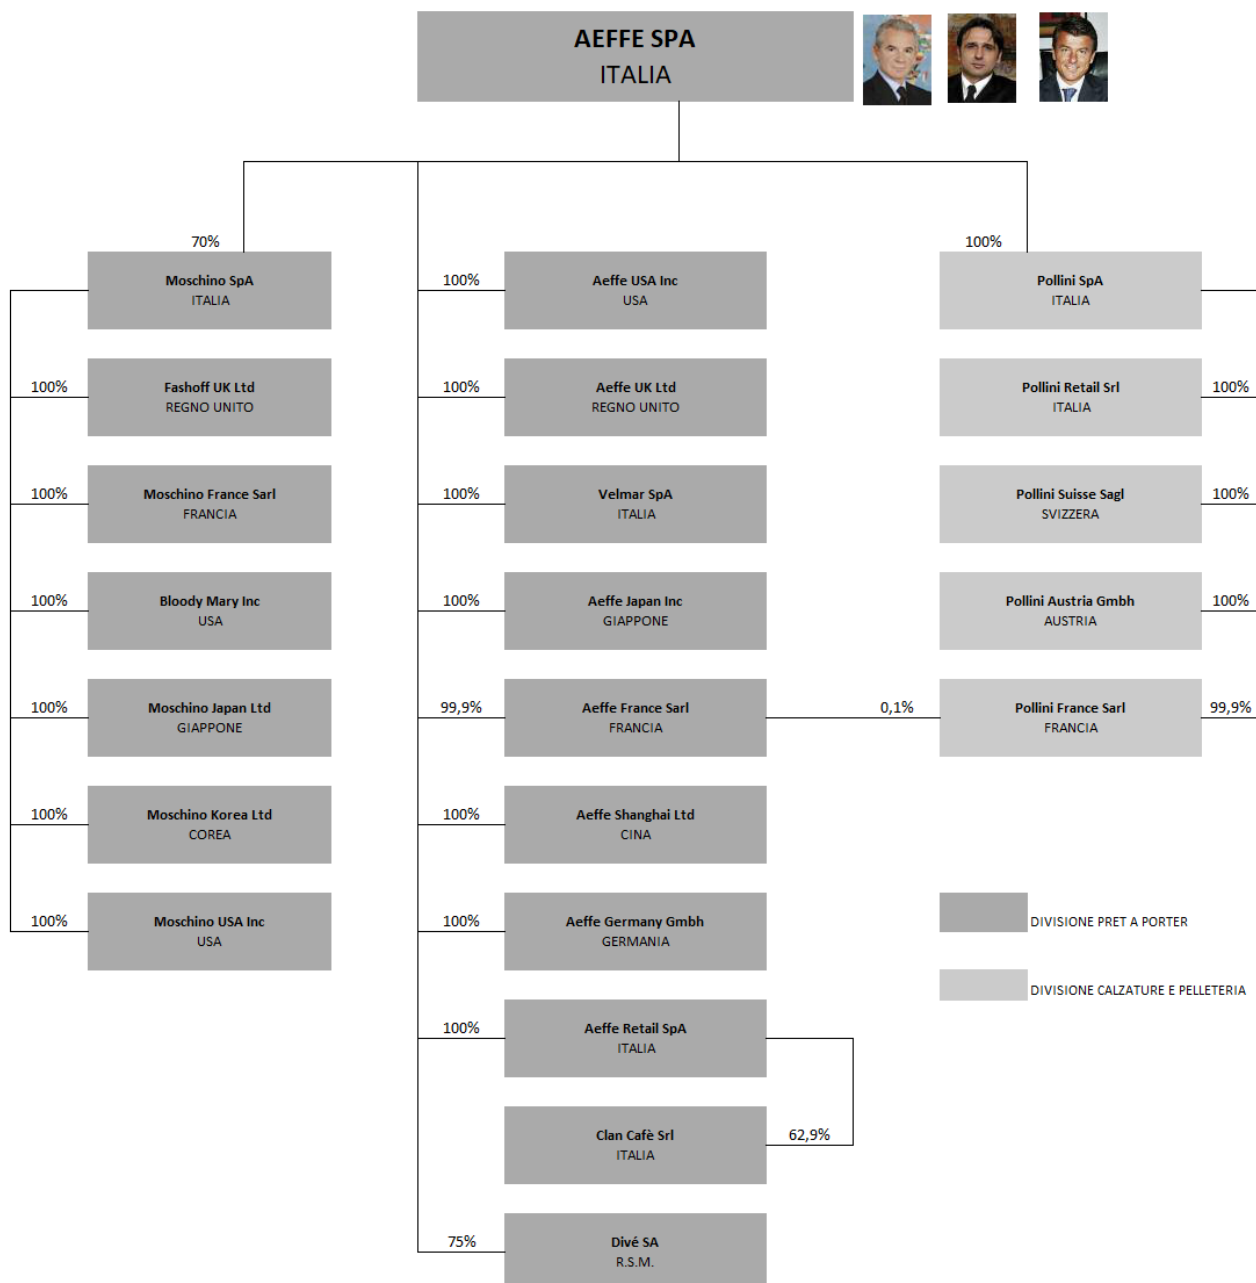 AEFFE SPA
ITALIA
70%
Moschino SpA
ITALIA
100%
Fashoff UK Ltd
REGNO UNITO
100%
Moschino France Sarl
FRANCIA
100%
Bloody Mary Inc
USA
100%
Moschino Japan Ltd
GIAPPONE
100%
Moschino Korea Ltd
COREA
100%
Moschino USA Inc
USA
100%
Aeffe USA Inc
USA
100%
Aeffe UK Ltd
REGNO UNITO
100%
Velmar SpA
ITALIA
100%
Aeffe Japan Inc
GIAPPONE
99,9%
Aeffe France Sarl
FRANCIA
0,1%
100%
Aeffe Shanghai Ltd
CINA
100%
Aeffe Germany Gmbh
GERMANIA
100%
Aeffe Retail SpA
ITALIA
Clan Cafè Srl
ITALIA
62,9%
75%
Divé SA
R.S.M.
100%
Pollini SpA
ITALIA
Pollini Retail Srl
ITALIA
100%
Pollini Suisse Sagl
SVIZZERA
100%
Pollini Austria Gmbh
AUSTRIA
100%
Pollini France Sarl
FRANCIA
99,9%
DIVISIONE PRET A PORTER
DIVISIONE CALZATURE E PELLETERIA